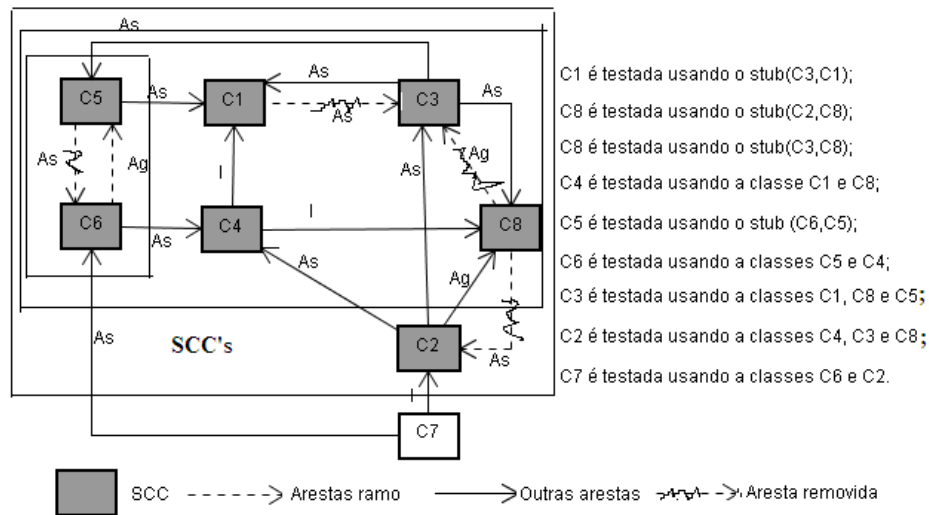 As
C5
As
C1
As
As
C3
As
As
Ag
I
As
Ag
C6
As
C4
I
C8
As
Ag
As
SCC's
C2
As
I
C7
C1 é testada usando o stub(C3,C1);
C8 é testada usando o stub(C2,C8);
C8 é testada usando o stub(C3,C8);
C4 é testada usando a classe C1 e C8;
C5 é testada usando o stub (C6,C5);
C6 é testada usando a classes C5 e C4;
C3 é testada usando a classes C1, C8 e C5;
C2 é testada usando a classes C4, C3 e C8;
C7 é testada usando a classes C6 e C2.
SCC
Arestas ramo
Outras arestas
Aresta removida